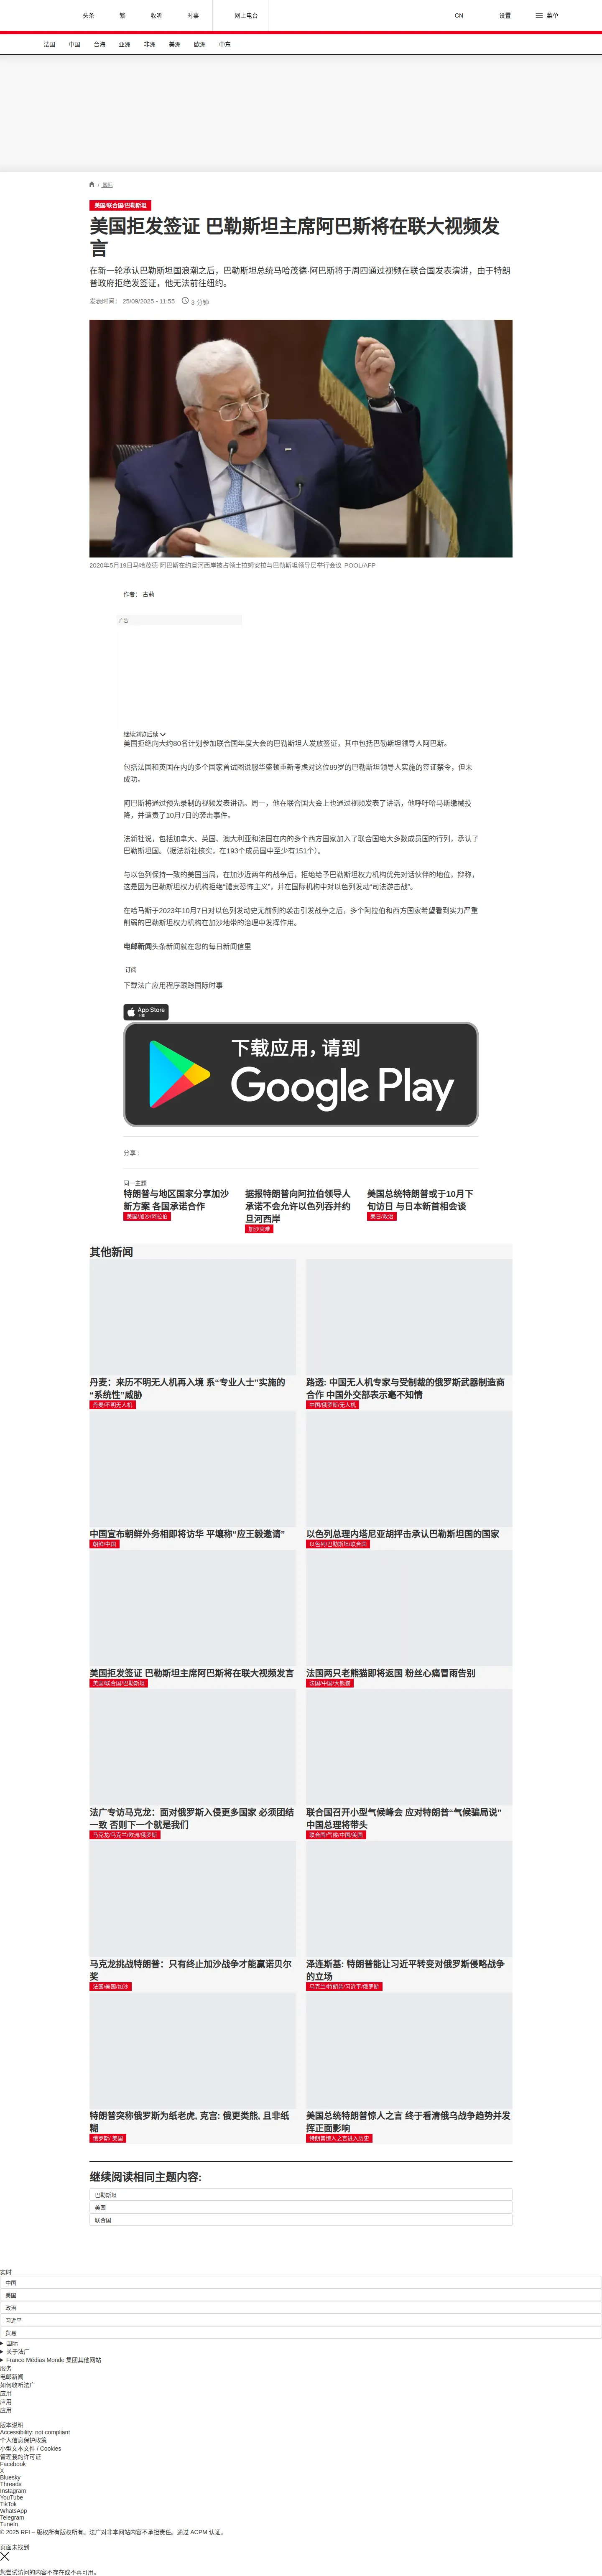 头条
繁
收听
时事
网上电台
CN
设置
菜单
法国
中国
台海
亚洲
非洲
美洲
欧洲
中东
/ 国际
美国/联合国/巴勒斯坦
美国拒发签证 巴勒斯坦主席阿巴斯将在联大视频发
言
在新一轮承认巴勒斯坦国浪潮之后，巴勒斯坦总统马哈茂德·阿巴斯将于周四通过视频在联合国发表演讲，由于特朗
普政府拒绝发签证，他无法前往纽约。
发表时间： 25/09/2025 - 11:55 3 分钟
2020年5月19日马哈茂德·阿巴斯在约旦河西岸被占领土拉姆安拉与巴勒斯坦领导层举行会议 POOL/AFP
作者： 古莉
广告
继续浏览后续
美国拒绝向大约80名计划参加联合国年度大会的巴勒斯坦人发放签证，其中包括巴勒斯坦领导人阿巴斯。
包括法国和英国在内的多个国家曾试图说服华盛顿重新考虑对这位89岁的巴勒斯坦领导人实施的签证禁令，但未
成功。
阿巴斯将通过预先录制的视频发表讲话。周一，他在联合国大会上也通过视频发表了讲话，他呼吁哈马斯缴械投
降，并谴责了10月7日的袭击事件。
法新社说，包括加拿大、英国、澳大利亚和法国在内的多个西方国家加入了联合国绝大多数成员国的行列，承认了
巴勒斯坦国。（据法新社核实，在193个成员国中至少有151个）。
与以色列保持一致的美国当局，在加沙近两年的战争后，拒绝给予巴勒斯坦权力机构优先对话伙伴的地位，辩称，
这是因为巴勒斯坦权力机构拒绝“谴责恐怖主义”，并在国际机构中对以色列发动“司法游击战”。
在哈马斯于2023年10月7日对以色列发动史无前例的袭击引发战争之后，多个阿拉伯和西方国家希望看到实力严重
削弱的巴勒斯坦权力机构在加沙地带的治理中发挥作用。
电邮新闻头条新闻就在您的每日新闻信里
订阅
下载法广应用程序跟踪国际时事
App Store
下载
下载应用，请到
Google Play
分享 :
同一主题
特朗普与地区国家分享加沙
新方案 各国承诺合作
美国/加沙/阿拉伯
据报特朗普向阿拉伯领导人
承诺不会允许以色列吞并约
旦河西岸
加沙灾难
美国总统特朗普或于10月下
旬访日 与日本新首相会谈
美日/政治
其他新闻
丹麦：来历不明无人机再入境 系“专业人士”实施的
“系统性”威胁
丹麦/不明无人机
路透: 中国无人机专家与受制裁的俄罗斯武器制造商
合作 中国外交部表示毫不知情
中国/俄罗斯/无人机
中国宣布朝鲜外务相即将访华 平壤称“应王毅邀请”
朝鲜/中国
以色列总理内塔尼亚胡抨击承认巴勒斯坦国的国家
以色列/巴勒斯坦/联合国
美国拒发签证 巴勒斯坦主席阿巴斯将在联大视频发言
美国/联合国/巴勒斯坦
法国两只老熊猫即将返国 粉丝心痛冒雨告别
法国/中国/大熊猫
法广专访马克龙：面对俄罗斯入侵更多国家 必须团结
一致 否则下一个就是我们
马克龙/乌克兰/欧洲/俄罗斯
联合国召开小型气候峰会 应对特朗普“气候骗局说”
中国总理将带头
联合国/气候/中国/美国
马克龙挑战特朗普：只有终止加沙战争才能赢诺贝尔
奖
法国/美国/加沙
泽连斯基: 特朗普能让习近平转变对俄罗斯侵略战争
的立场
乌克兰/特朗普/习近平/俄罗斯
特朗普突称俄罗斯为纸老虎, 克宫: 俄更类熊, 且非纸
糊
俄罗斯/ 美国
美国总统特朗普惊人之言 终于看清俄乌战争趋势并发
挥正面影响
特朗普惊人之言进入历史
继续阅读相同主题内容:
巴勒斯坦
美国
联合国
实时
中国
美国
政治
习近平
贸易
国际
关于法广
France Médias Monde 集团其他网站
服务
电邮新闻
如何收听法广
应用
应用
应用
版本说明
Accessibility: not compliant
个人信息保护政策
小型文本文件 / Cookies
管理我的许可证
Facebook
X
Bluesky
Threads
Instagram
YouTube
TikTok
WhatsApp
Telegram
TuneIn
© 2025 RFI – 版权所有版权所有。法广对非本网站内容不承担责任。通过 ACPM 认证。
页面未找到
您尝试访问的内容不存在或不再可用。